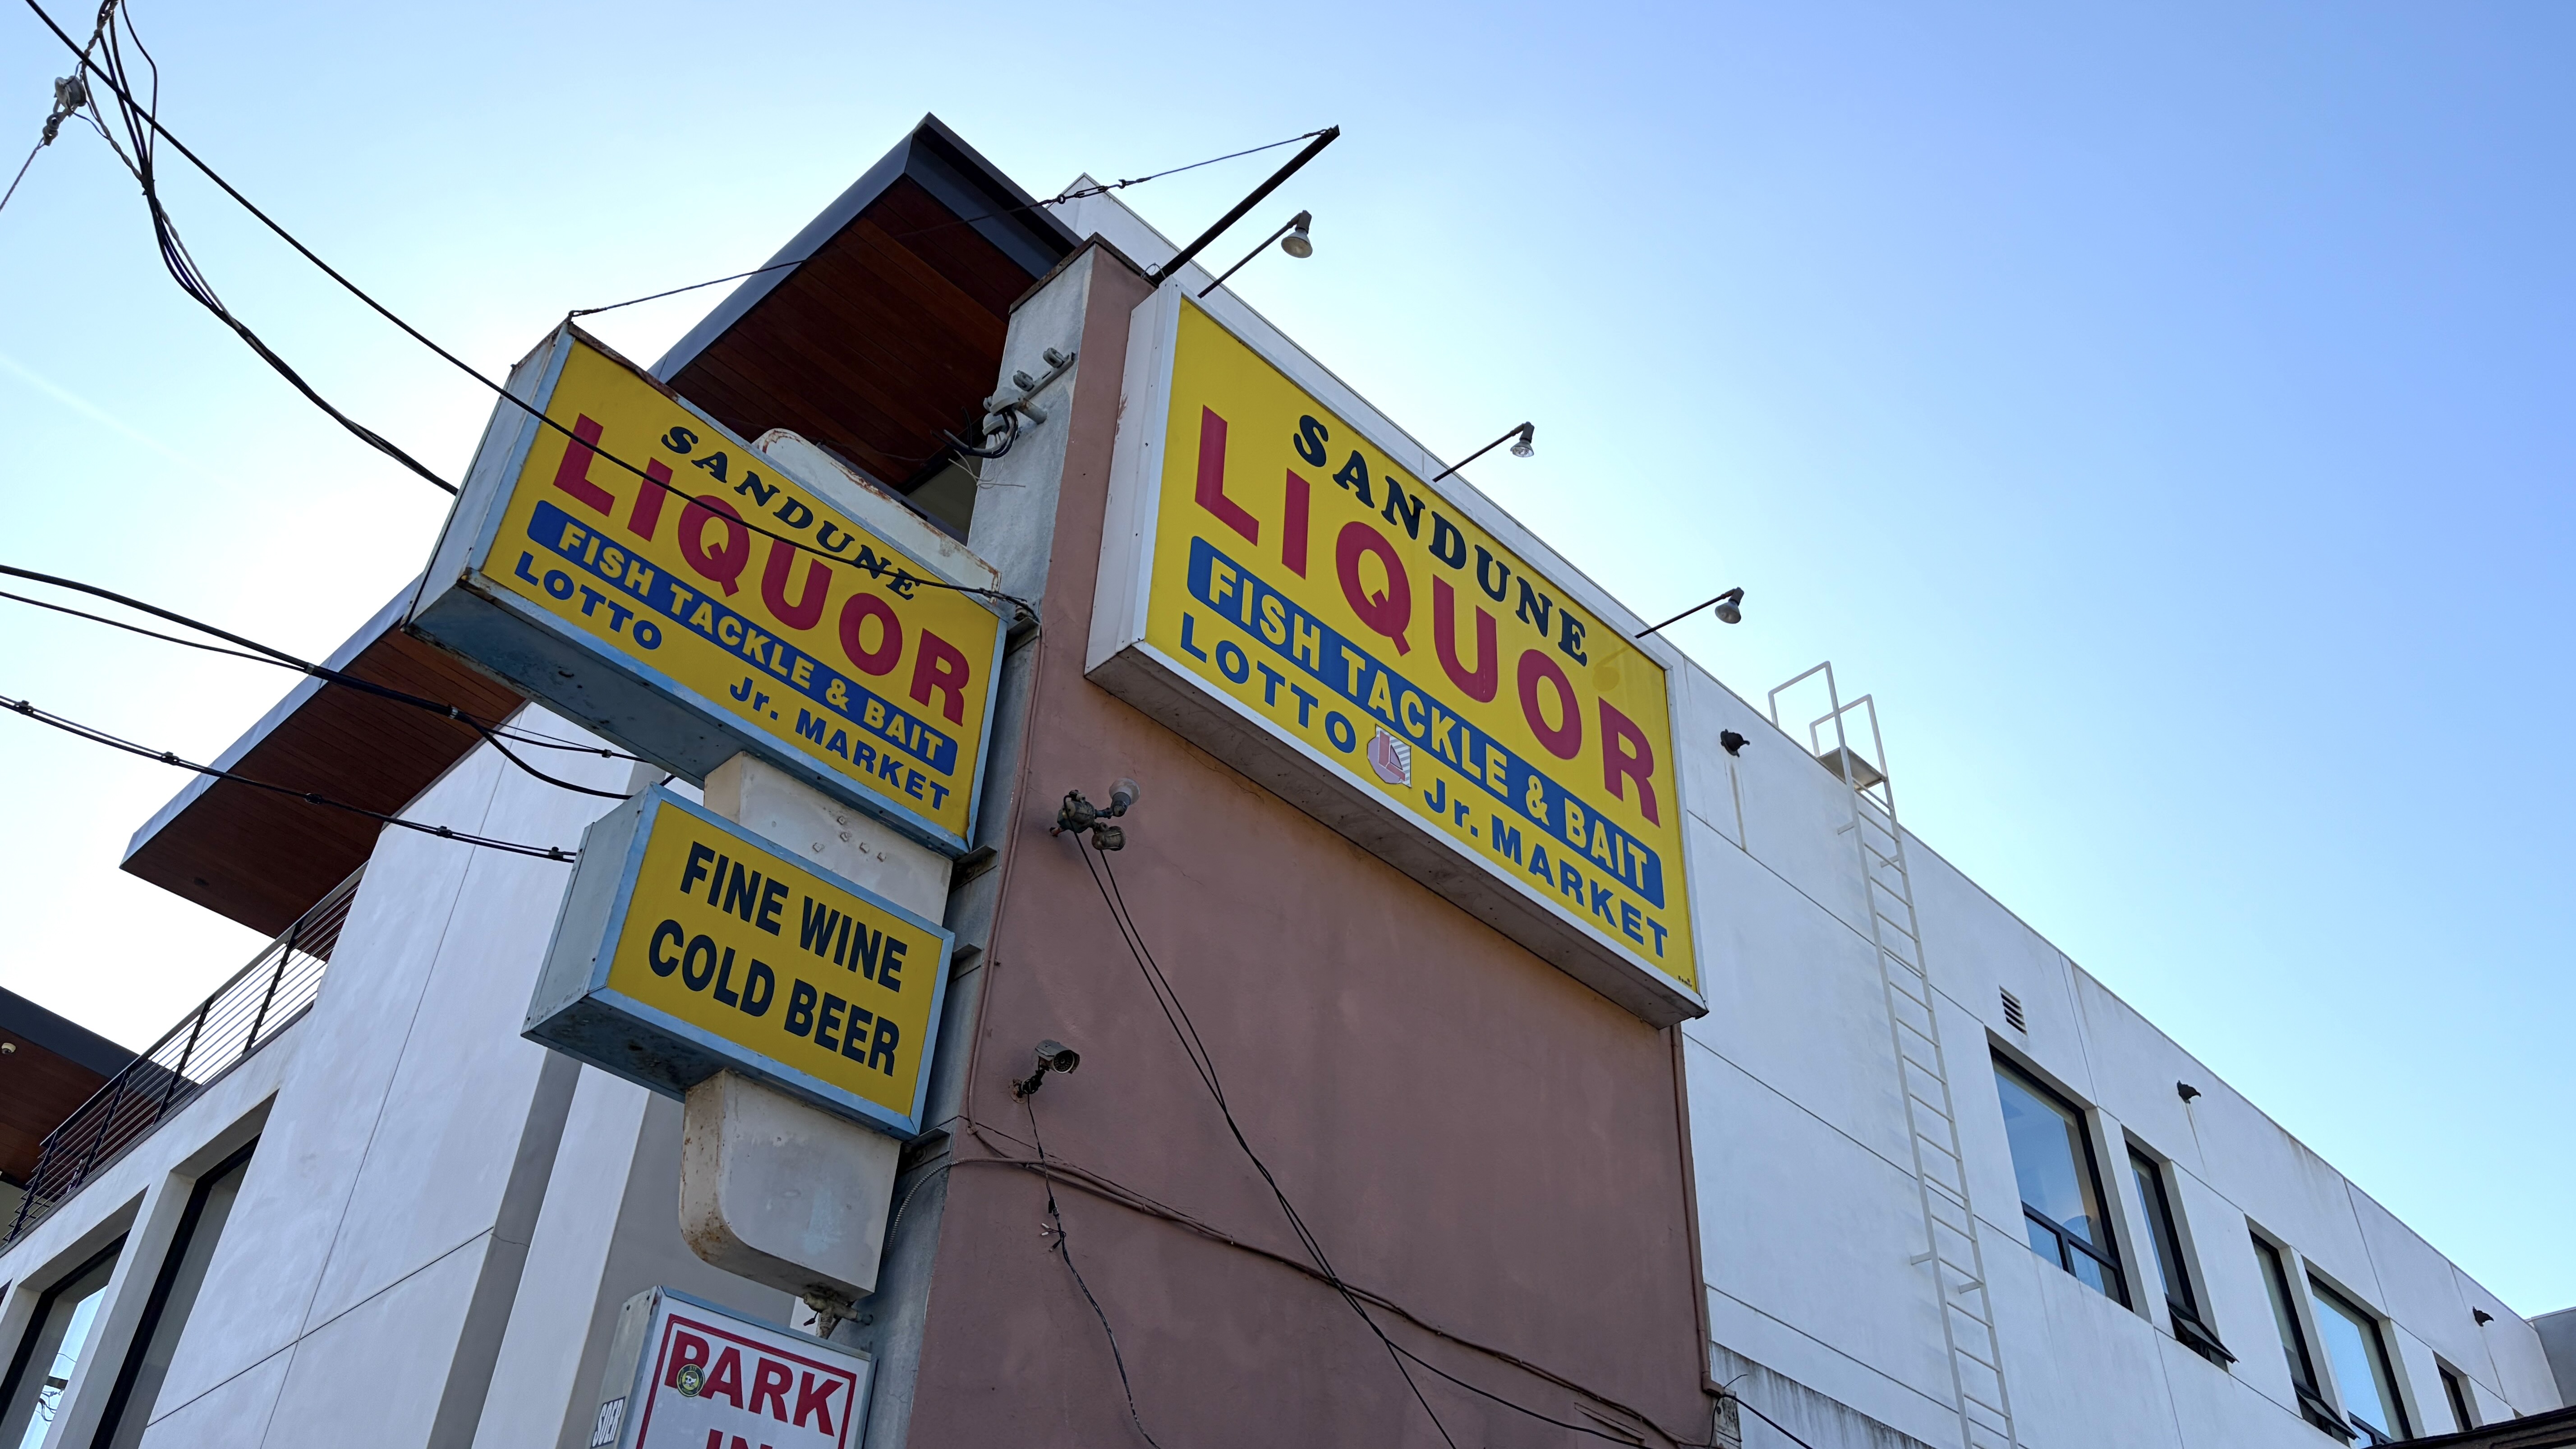 SANDUNE
LIQUOR
FISH TACKLE & BAIT
LOTTO
Jr. MARKET
FINE WINE
COLD BEER
PARK
SANDUNE
LIQUOR
FISH TACKLE & BAIT
LOTTO
Jr. MARKET